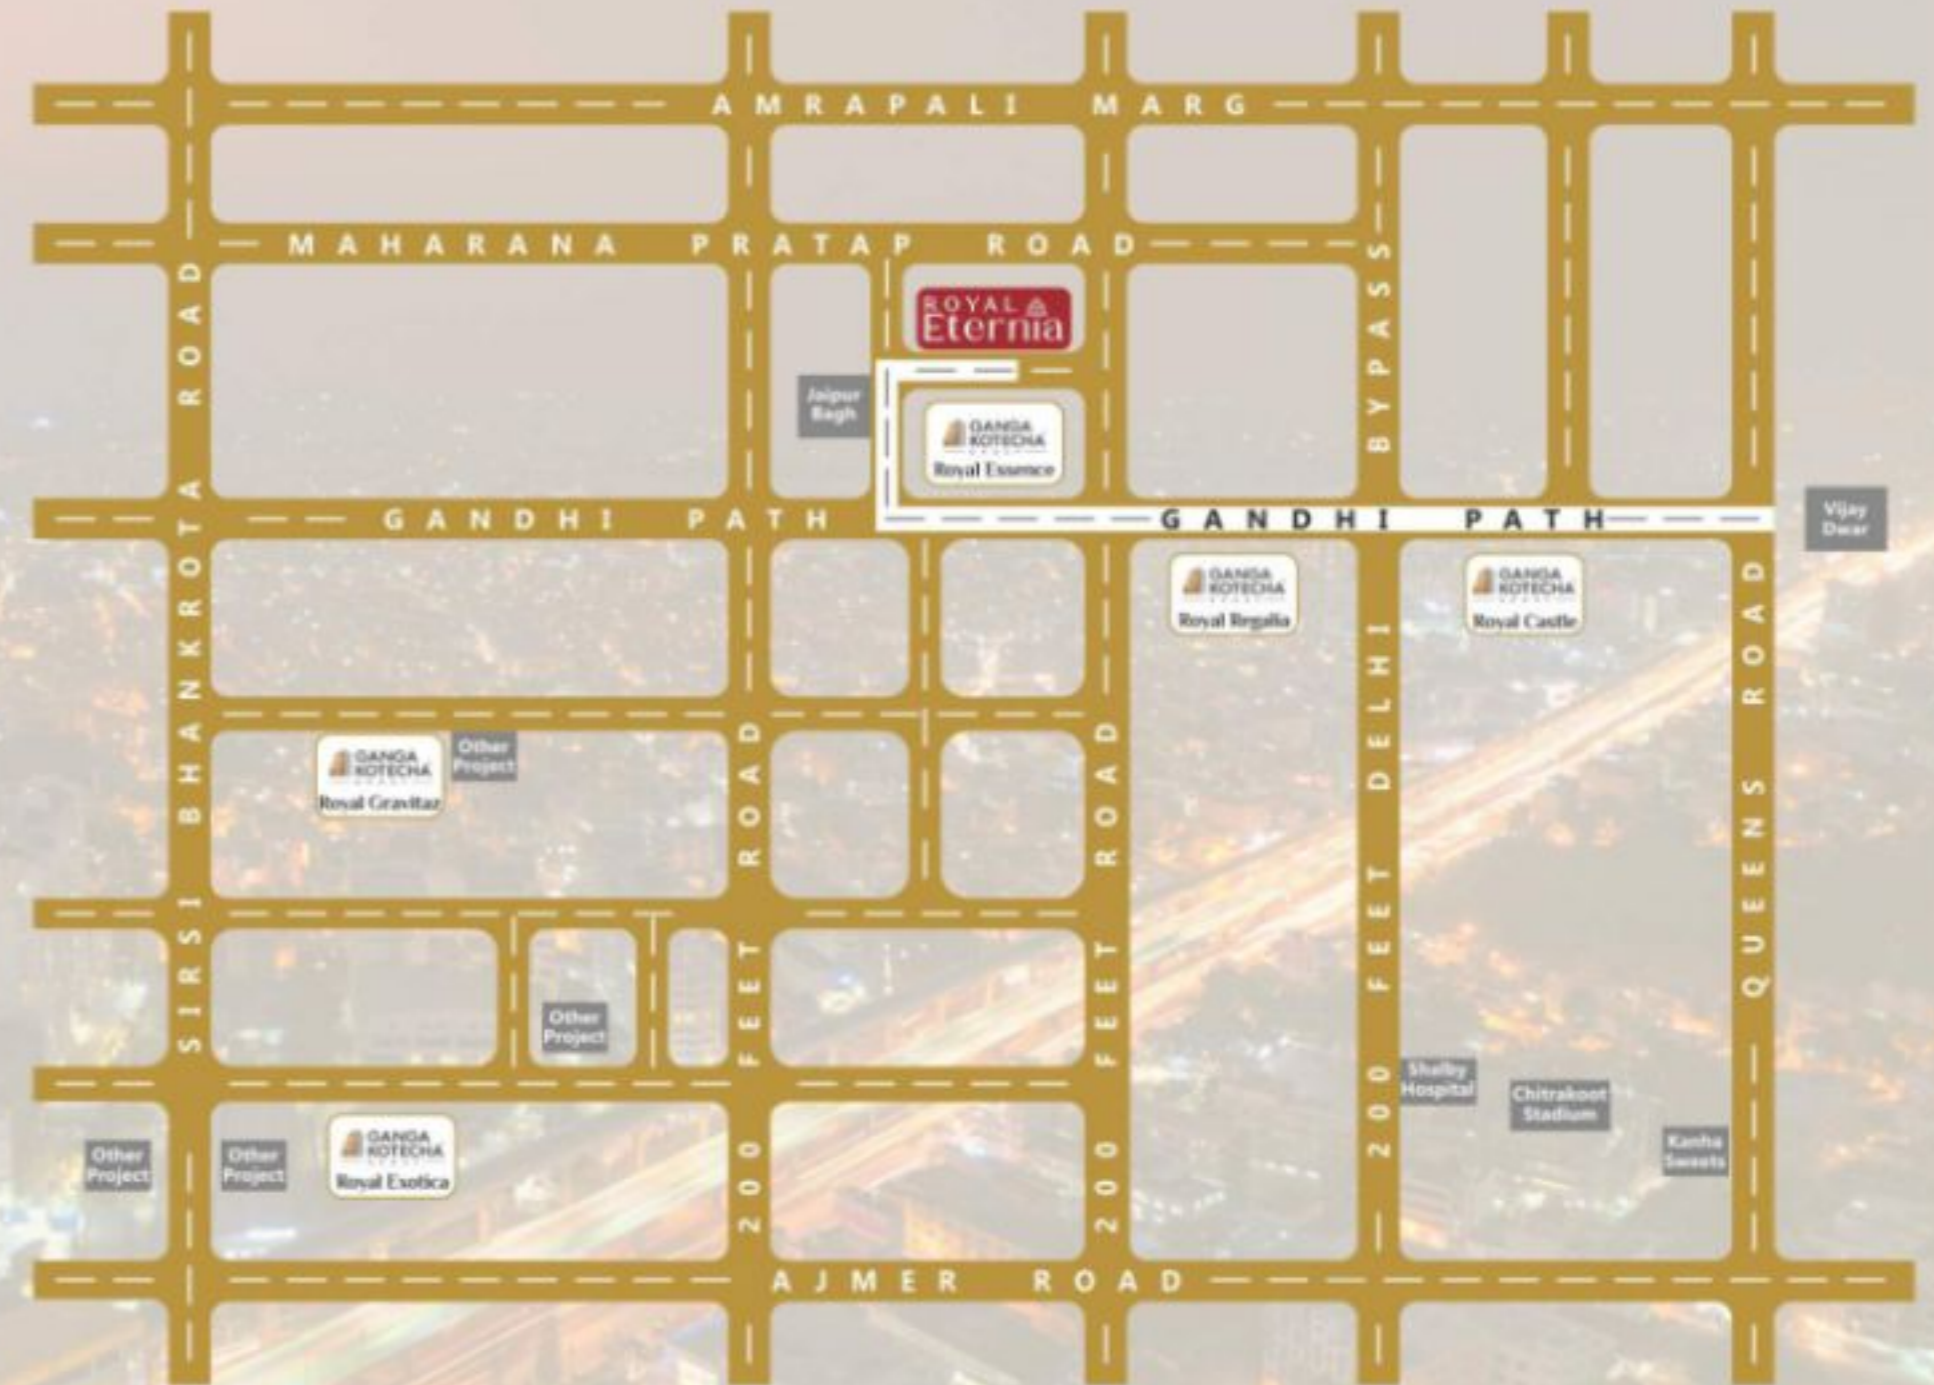 AMRAPALI MARG
MAHARANA PRATAP ROAD
ROYAL
Eternia
Jaipur
Bagh
GANGA
KOTECHA
Royal Essence
GANDHI PATH
GANDHI PATH
Vijay
Dwar
GANGA
KOTECHA
Royal Regalia
GANGA
KOTECHA
Royal Castle
GANGA
KOTECHA
Royal Gravitaz
Other
Project
Other
Project
Shalby
Hospital
Chitrakoot
Stadium
Kanha
Sweets
Other
Project
Other
Project
GANGA
KOTECHA
Royal Exotica
AJMER ROAD
SIRSI BHANKROTA ROAD
200 FEET ROAD
200 FEET ROAD
200 FEET DELHI BYPASS
QUEENS ROAD